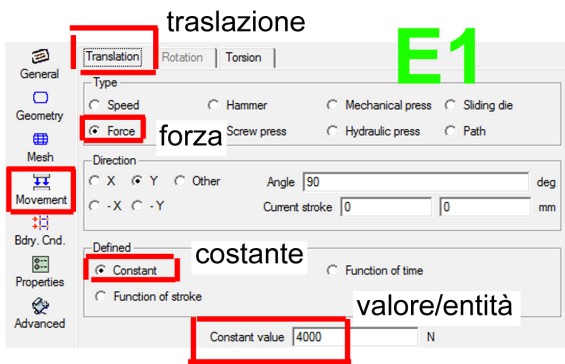 traslazione
E1
Translation Rotation Torsion
General
Type
Speed Hammer Mechanical press Sliding die
Geometry
Force forza Screw press Hydraulic press Path
Mesh
Direction
X Y Other Angle 90 deg
Movement
-X -Y Current stroke 0 0 mm
Bdry. Cnd.
Defined costante
Constant Function of time
Properties
Function of stroke valore/entità
Advanced
Constant value 4000 N